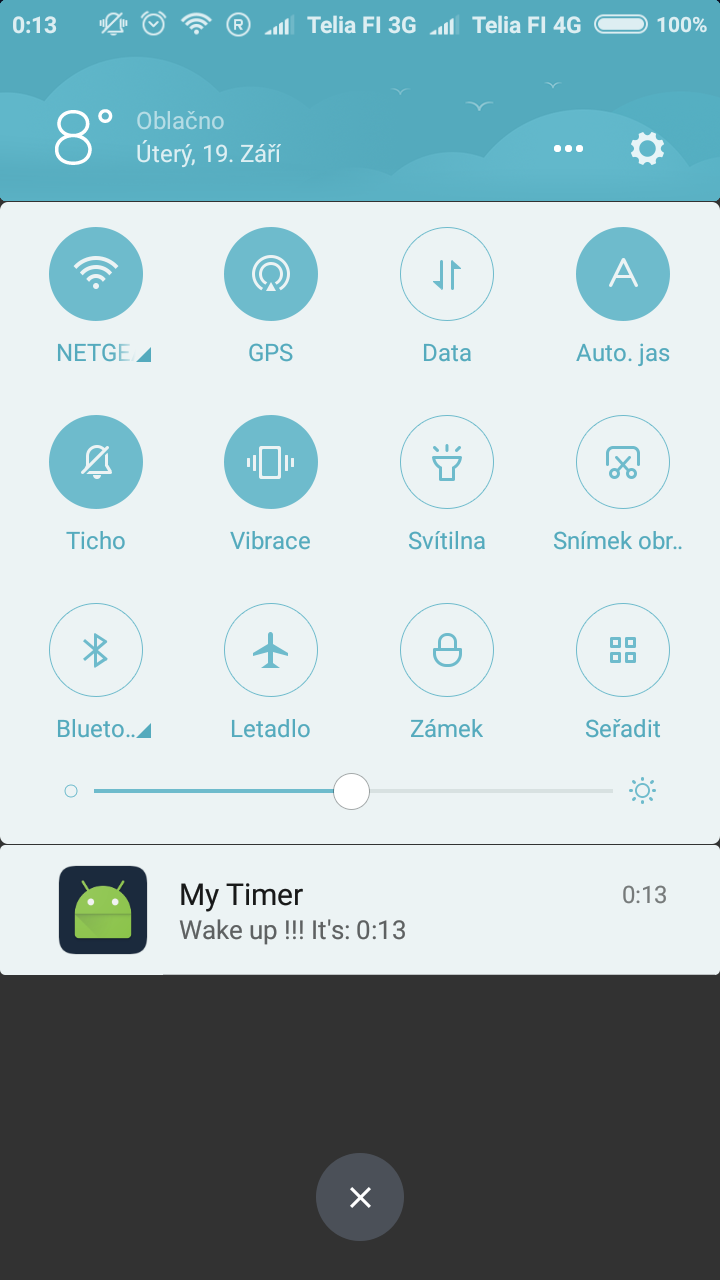 0:13 R Telia FI 3G Telia FI 4G 100%
8°
Oblačno
Úterý, 19. Září
NETGE GPS Data Auto. jas
Ticho Vibrace Svítilna Snímek obr..
Blueto.. Letadlo Zámek Seřadit
My Timer 0:13
Wake up !!! It's: 0:13